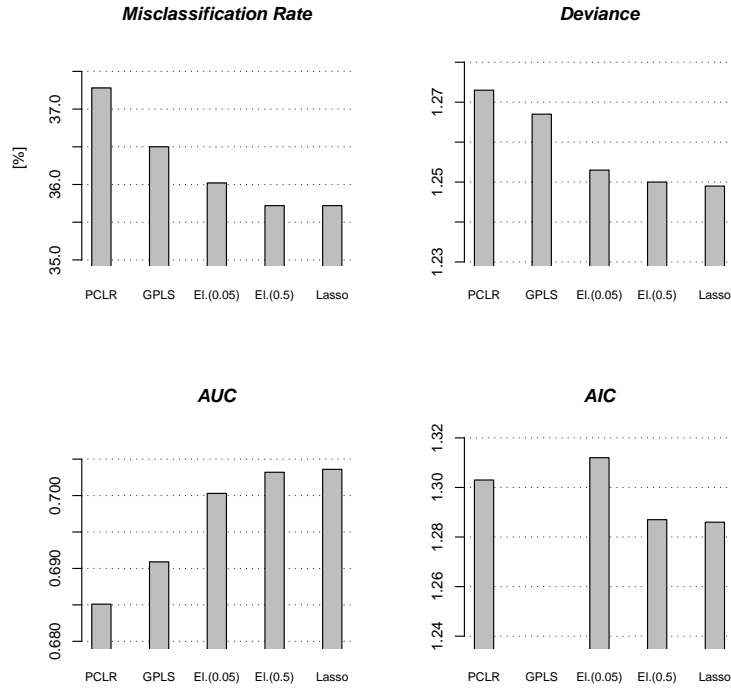 Misclassification Rate
[%]
37.0
36.0
35.0
PCLR GPLS El.(0.05) El.(0.5) Lasso
Deviance
1.27
1.25
1.23
PCLR GPLS El.(0.05) El.(0.5) Lasso
AUC
0.700
0.690
0.680
PCLR GPLS El.(0.05) El.(0.5) Lasso
AIC
1.32
1.30
1.28
1.26
1.24
PCLR GPLS El.(0.05) El.(0.5) Lasso